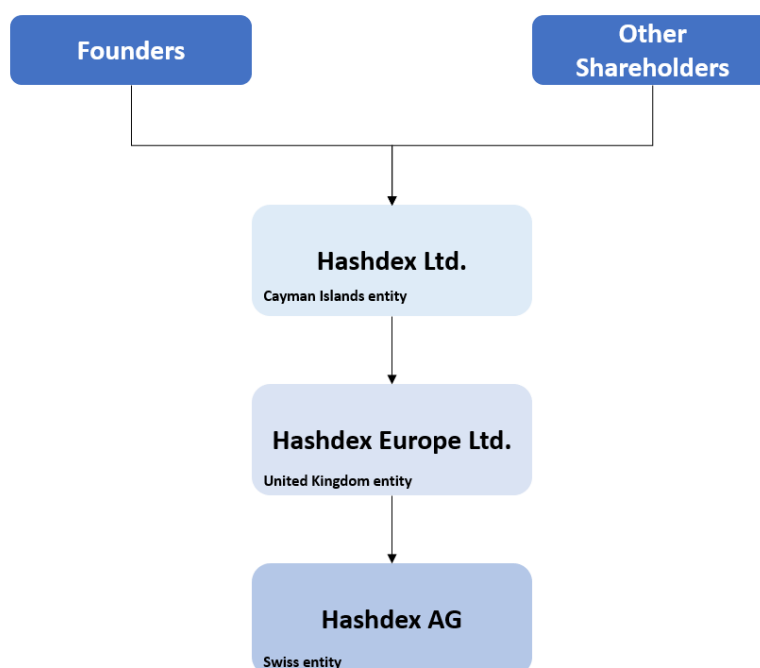 Founders
Other
Shareholders
Hashdex Ltd.
Cayman Islands entity
Hashdex Europe Ltd.
United Kingdom entity
Hashdex AG
Swiss entity